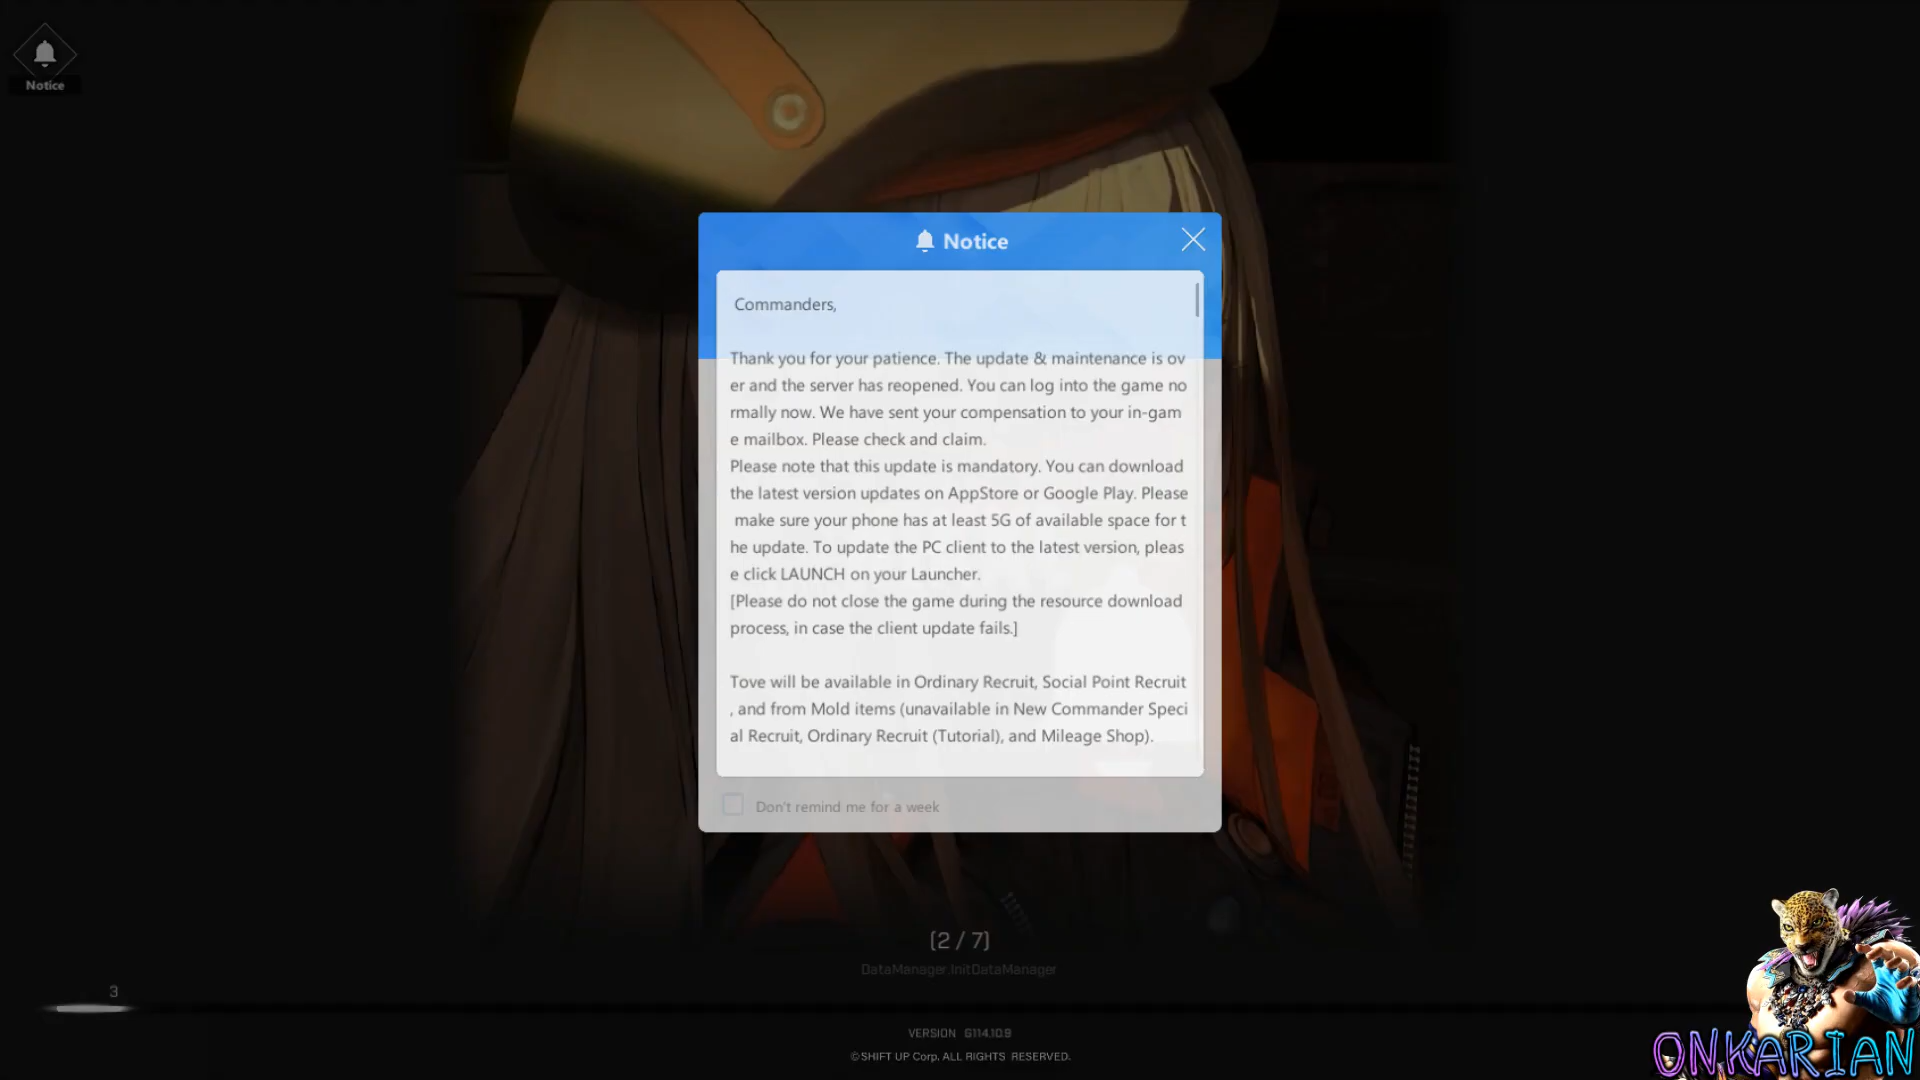 Notice
Notice
Commanders,
Thank you for your patience. The update & maintenance is ov
er and the server has reopened. You can log into the game no
rmally now. We have sent your compensation to your in-gam
e mailbox. Please check and claim.
Please note that this update is mandatory. You can download
the latest version updates on AppStore or Google Play. Please
make sure your phone has at least 5G of available space for t
he update. To update the PC client to the latest version, pleas
e click LAUNCH on your Launcher.
[Please do not close the game during the resource download
process, in case the client update fails.]
Tove will be available in Ordinary Recruit, Social Point Recruit
, and from Mold items (unavailable in New Commander Speci
al Recruit, Ordinary Recruit (Tutorial), and Mileage Shop).
Don't remind me for a week
(2 / 7)
DataManager.InitDataManager
3
VERSION G114.10.9
©SHIFT UP Corp. ALL RIGHTS RESERVED.
ONKARIAN